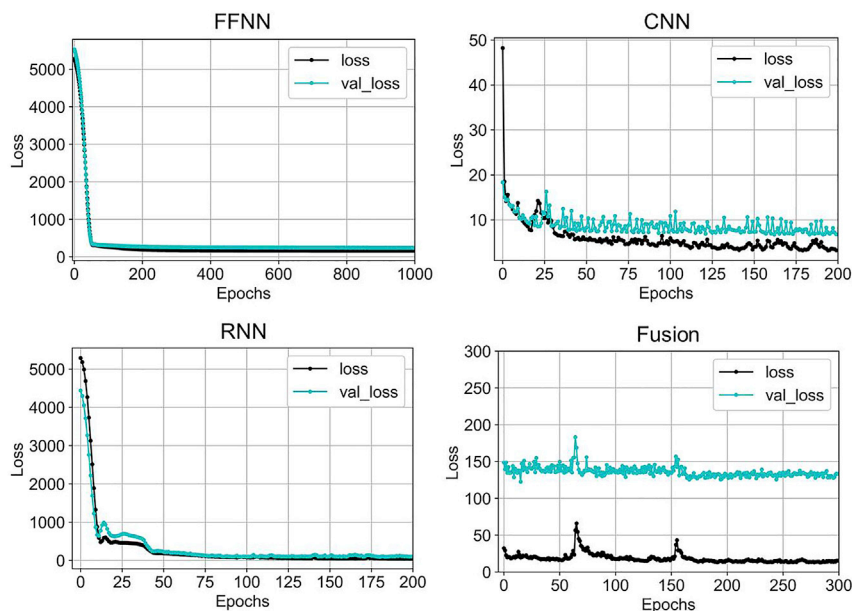 FFNN
loss
val_loss
5000
4000
3000
2000
1000
0
Loss
0 200 400 600 800 1000
Epochs
CNN
loss
val_loss
50
40
30
20
10
Loss
0 25 50 75 100 125 150 175 200
Epochs
RNN
loss
val_loss
5000
4000
3000
2000
1000
0
Loss
0 25 50 75 100 125 150 175 200
Epochs
Fusion
loss
val_loss
300
250
200
150
100
50
0
Loss
0 50 100 150 200 250 300
Epochs